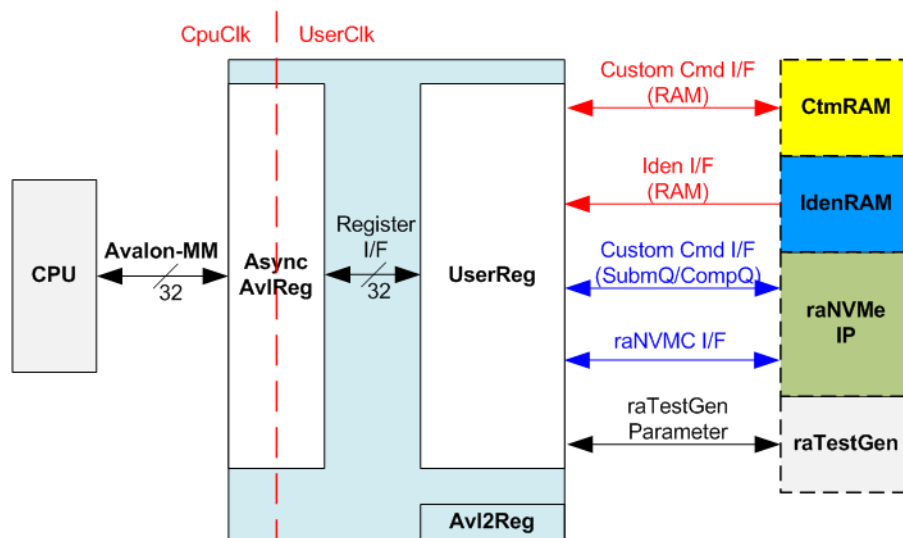 CpuClk
UserClk
CPU
Avalon-MM
32
Async
AvlReg
Register
I/F
32
UserReg
Avl2Reg
Custom Cmd I/F
(RAM)
Iden I/F
(RAM)
Custom Cmd I/F
(SubmQ/CompQ)
raNVMC I/F
raTestGen
Parameter
CtmRAM
IdenRAM
raNVMe
IP
raTestGen